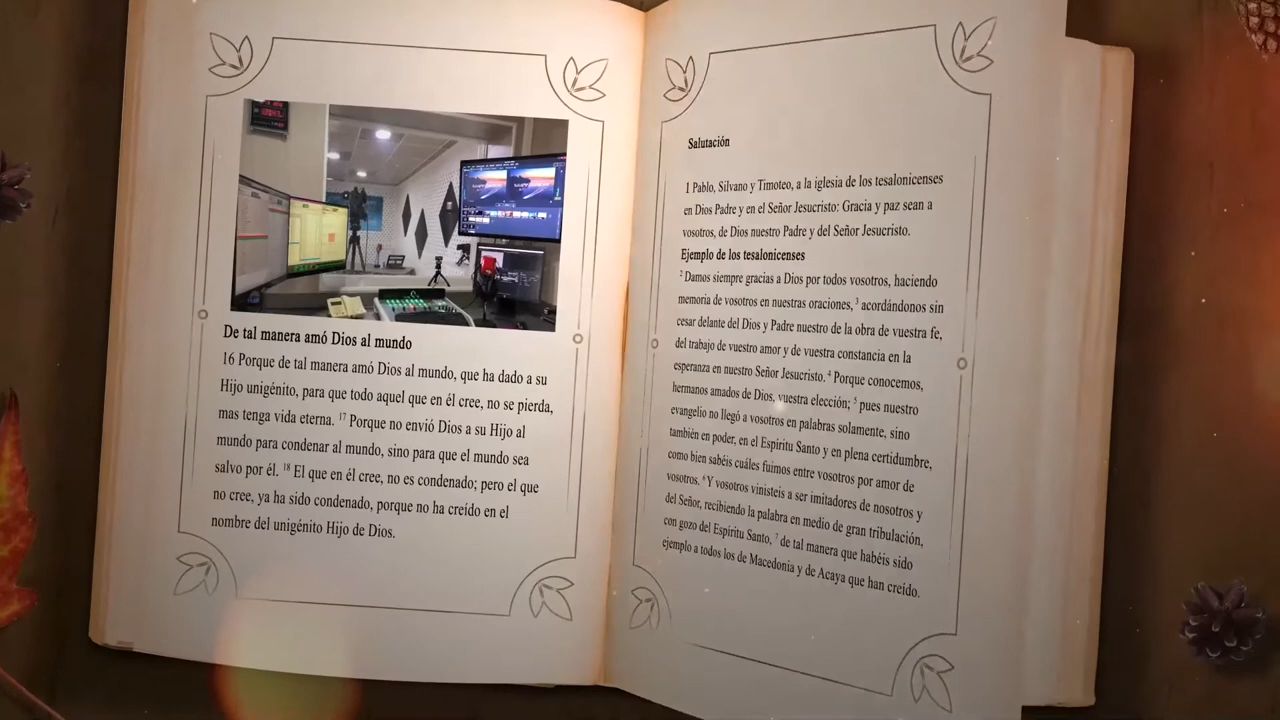 De tal manera amó Dios al mundo
16 Porque de tal manera amó Dios al mundo, que ha dado a su
Hijo unigénito, para que todo aquel que en él cree, no se pierda,
mas tenga vida eterna. 17 Porque no envió Dios a su Hijo al
mundo para condenar al mundo, sino para que el mundo sea
salvo por él. 18 El que en él cree, no es condenado; pero el que
no cree, ya ha sido condenado, porque no ha creído en el
nombre del unigénito Hijo de Dios.
Salutación
1 Pablo, Silvano y Timoteo, a la iglesia de los tesalonicenses
en Dios Padre y en el Señor Jesucristo: Gracia y paz sean a
vosotros, de Dios nuestro Padre y del Señor Jesucristo.
Ejemplo de los tesalonicenses
2 Damos siempre gracias a Dios por todos vosotros, haciendo
memoria de vosotros en nuestras oraciones, 3 acordándonos sin
cesar delante del Dios y Padre nuestro de la obra de vuestra fe,
del trabajo de vuestro amor y de vuestra constancia en la
esperanza en nuestro Señor Jesucristo. 4 Porque conocemos,
hermanos amados de Dios, vuestra elección; 5 pues nuestro
evangelio no llegó a vosotros en palabras solamente, sino
también en poder, en el Espíritu Santo y en plena certidumbre,
como bien sabéis cuáles fuimos entre vosotros por amor de
vosotros. 6 Y vosotros vinisteis a ser imitadores de nosotros y
del Señor, recibiendo la palabra en medio de gran tribulación,
con gozo del Espíritu Santo, 7 de tal manera que habéis sido
ejemplo a todos los de Macedonia y de Acaya que han creído.